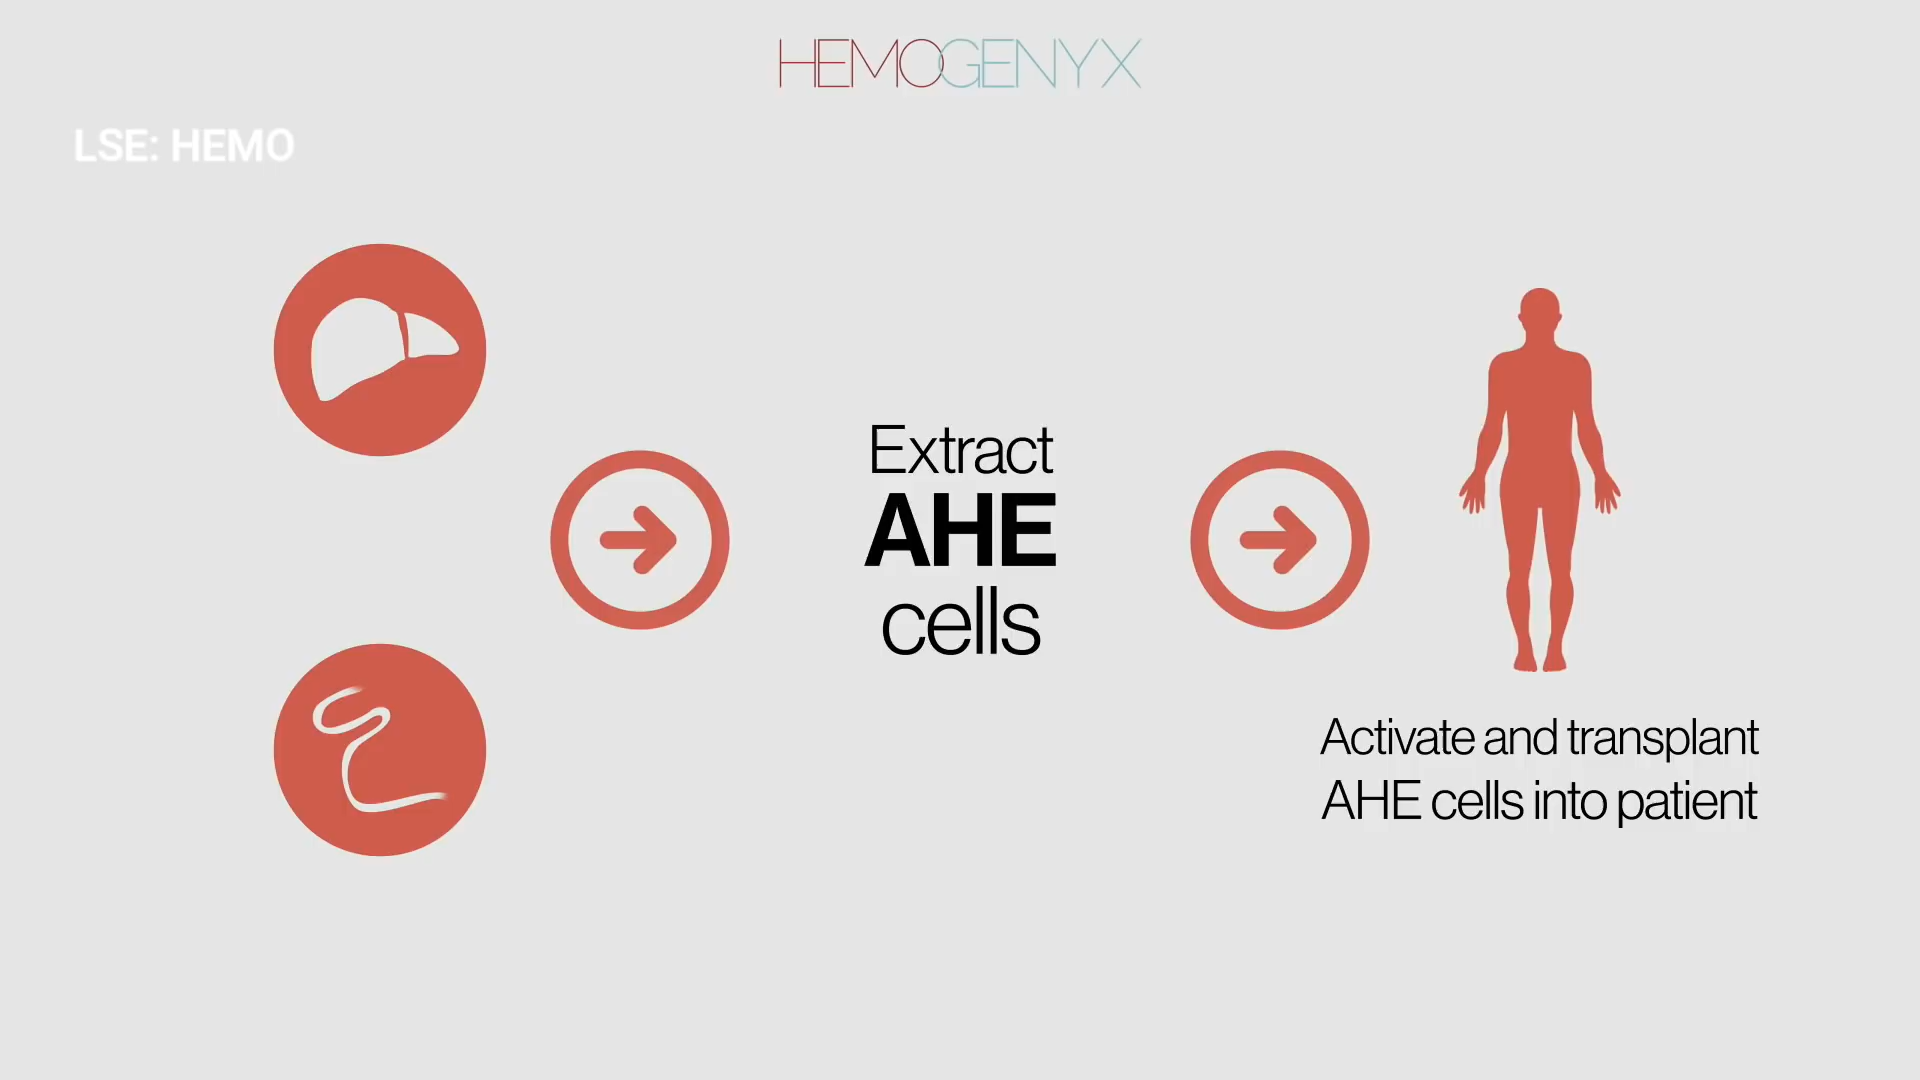 HEMOGENYX
LSE: HEMO
Extract
AHE
cells
Activate and transplant
AHE cells into patient